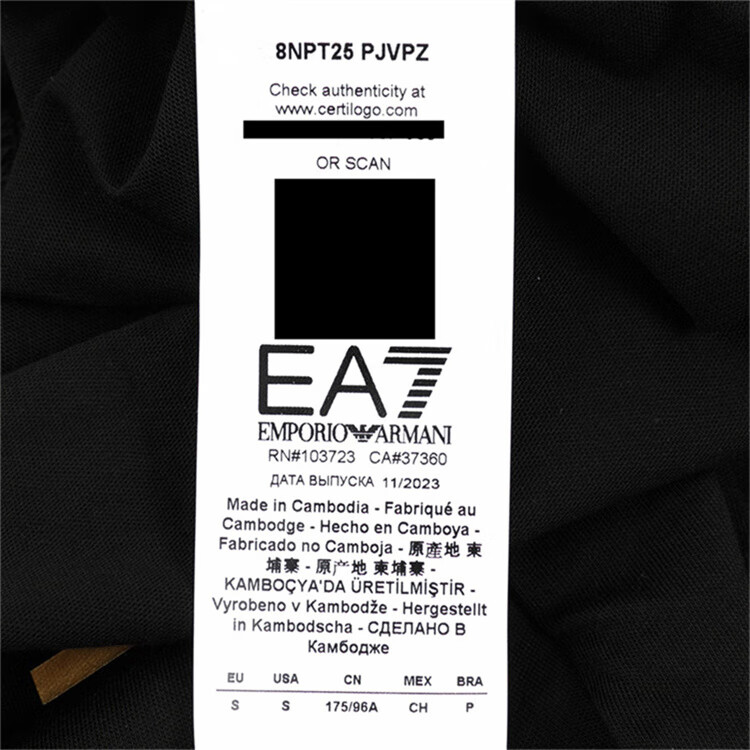 8NPT25 PJVPZ
Check authenticity at
www.certilogo.com
OR SCAN
EA7
EMPORIO ARMANI
RN#103723 CA#37360
ДАТА ВЫПУСКА 11/2023
Made in Cambodia - Fabriqué au
Cambodge - Hecho en Camboya -
Fabricado no Camboja - 原產地 柬
埔寨 - 原产地 柬埔寨 -
KAMBOÇYA'DA ÜRETİLMİŞTİR -
Vyrobeno v Kambodže - Hergestellt
in Kambodscha - СДЕЛАНО В
Камбодже
EU USA CN MEX BRA
S S 175/96A CH P